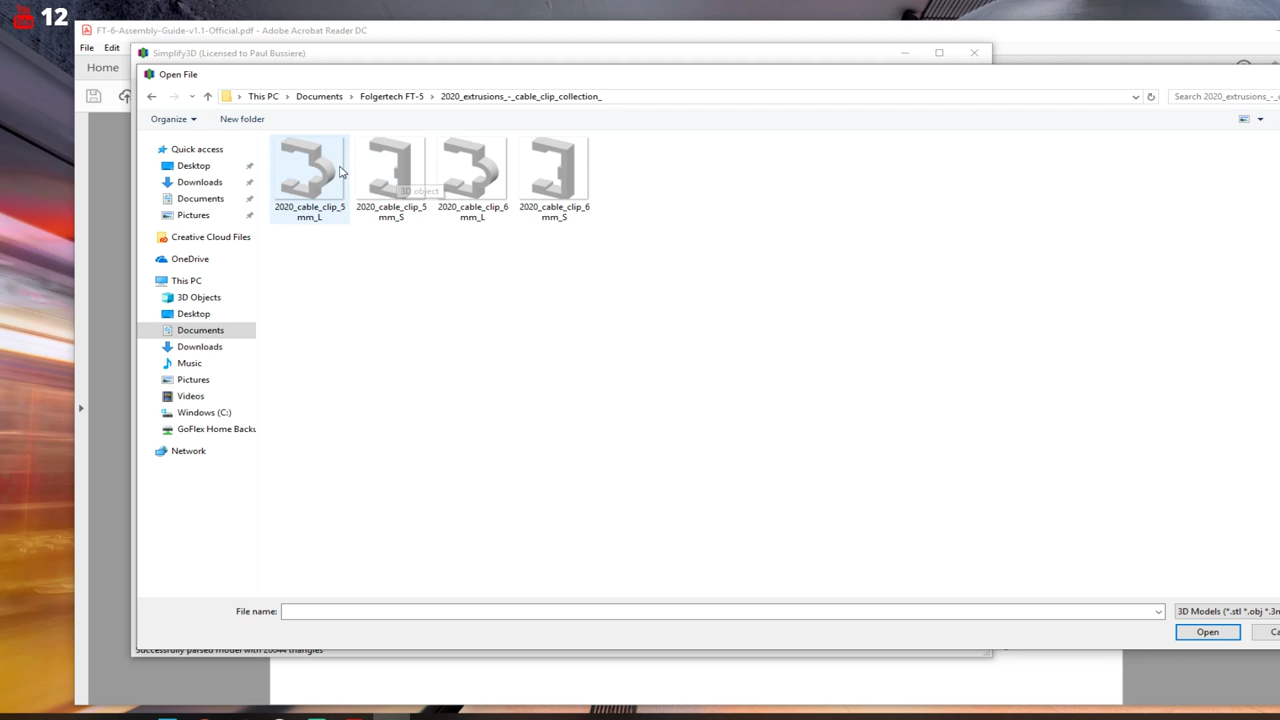 12
FT-6-Assembly-Guide-v1.1-Official.pdf - Adobe Acrobat Reader DC
File Edit
Simplify3D (Licensed to Paul Bussiere)
Home
Open File
This PC > Documents > Folgertech FT-5 > 2020_extrusions_-_cable_clip_collection_
Search 2020_extrusions_-_c
Organize
New folder
Quick access
Desktop
Downloads
Documents
Pictures
Creative Cloud Files
OneDrive
This PC
3D Objects
Desktop
Documents
Downloads
Music
Pictures
Videos
Windows (C:)
GoFlex Home Backu
Network
3D object
2020_cable_clip_5
mm_L
2020_cable_clip_5
mm_S
2020_cable_clip_6
mm_L
2020_cable_clip_6
mm_S
File name:
3D Models (*.stl *.obj *.3n
Open
Ca
Successfully parsed model with 20044 triangles